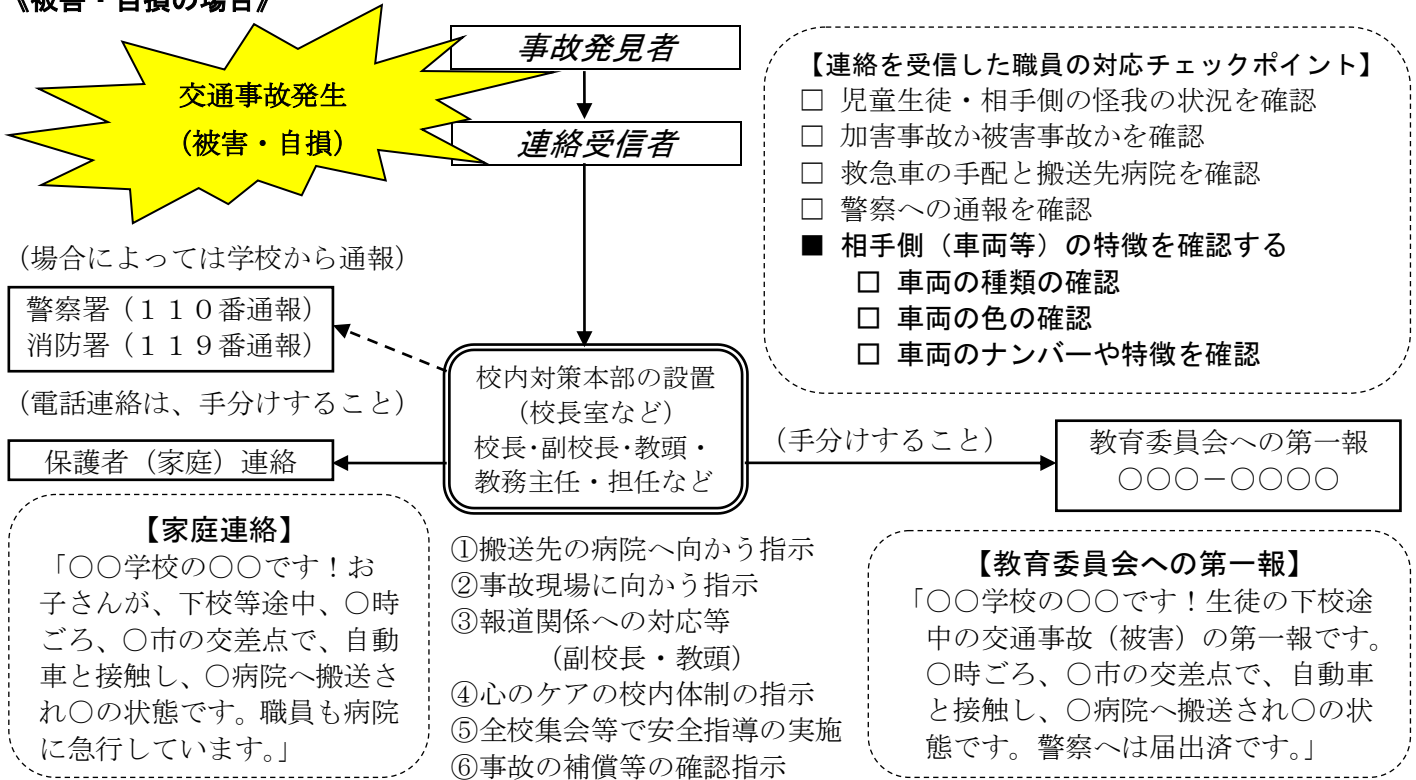 《被害・自損の場合》
交通事故発生
(被害・自損)
事故発見者
連絡受信者
【連絡を受信した職員の対応チェックポイント】
□ 児童生徒・相手側の怪我の状況を確認
□ 加害事故か被害事故かを確認
□ 救急車の手配と搬送先病院を確認
□ 警察への通報を確認
■ 相手側（車両等）の特徴を確認する
□ 車両の種類の確認
□ 車両の色の確認
□ 車両のナンバーや特徴を確認
（場合によっては学校から通報）
警察署（１１０番通報）
消防署（１１９番通報）
（電話連絡は、手分けすること）
保護者（家庭）連絡
校内対策本部の設置
（校長室など）
校長・副校長・教頭・
教務主任・担任など
（手分けすること）
教育委員会への第一報
○○○－○○○○
【家庭連絡】
「○○学校の○○です！お
子さんが、下校等途中、○時
ごろ、○市の交差点で、自動
車と接触し、○病院へ搬送さ
れ○の状態です。職員も病院
に急行しています。」
①搬送先の病院へ向かう指示
②事故現場に向かう指示
③報道関係への対応等
（副校長・教頭）
④心のケアの校内体制の指示
⑤全校集会等で安全指導の実施
⑥事故の補償等の確認指示
【教育委員会への第一報】
「○○学校の○○です！生徒の下校途
中の交通事故（被害）の第一報です。
○時ごろ、○市の交差点で、自動車
と接触し、○病院へ搬送され○の状
態です。警察へは届出済です。」